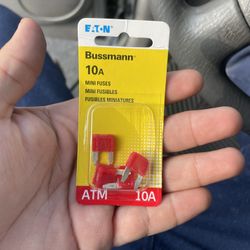 EATON
Bussmann
10A
MINI FUSES
MINI FUSIBLES
FUSIBLES MINIATURES
ATM 10A